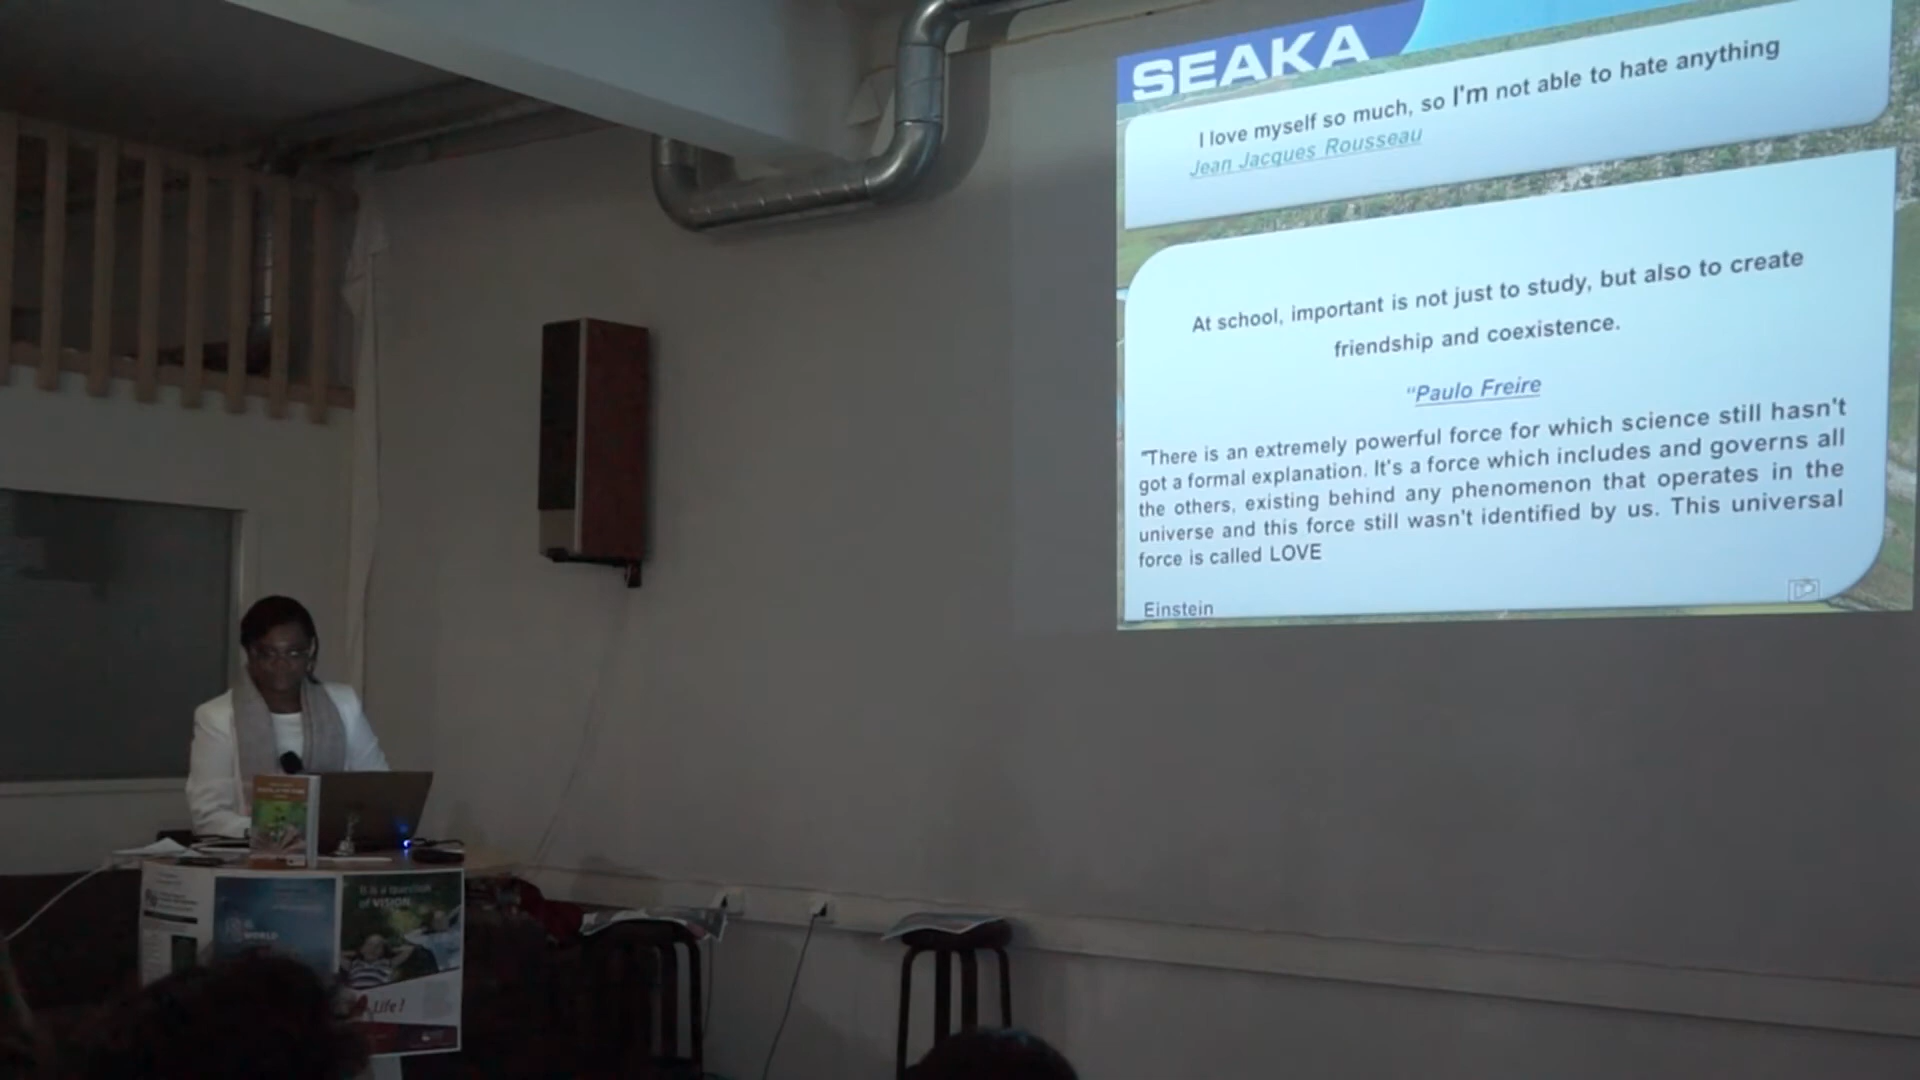 SEAKA
I love myself so much, so I'm not able to hate anything
Jean Jacques Rousseau
At school, important is not just to study, but also to create
friendship and coexistence.
"Paulo Freire
"There is an extremely powerful force for which science still hasn't
got a formal explanation. It's a force which includes and governs all
the others, existing behind any phenomenon that operates in the
universe and this force still wasn't identified by us. This universal
force is called LOVE
Einstein
It is a question
of VISION
WORLD
Life!